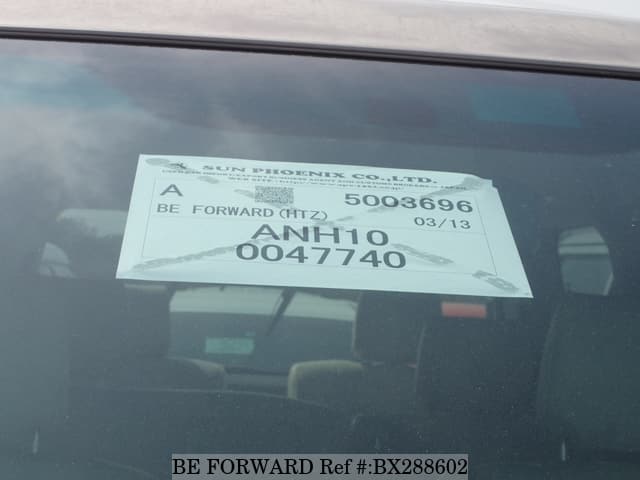 SUN PHOENIX CO.,LTD.
A
5003696
BE FORWARD(HTZ)
03/13
ANH10
0047740
BE FORWARD Ref #:BX288602